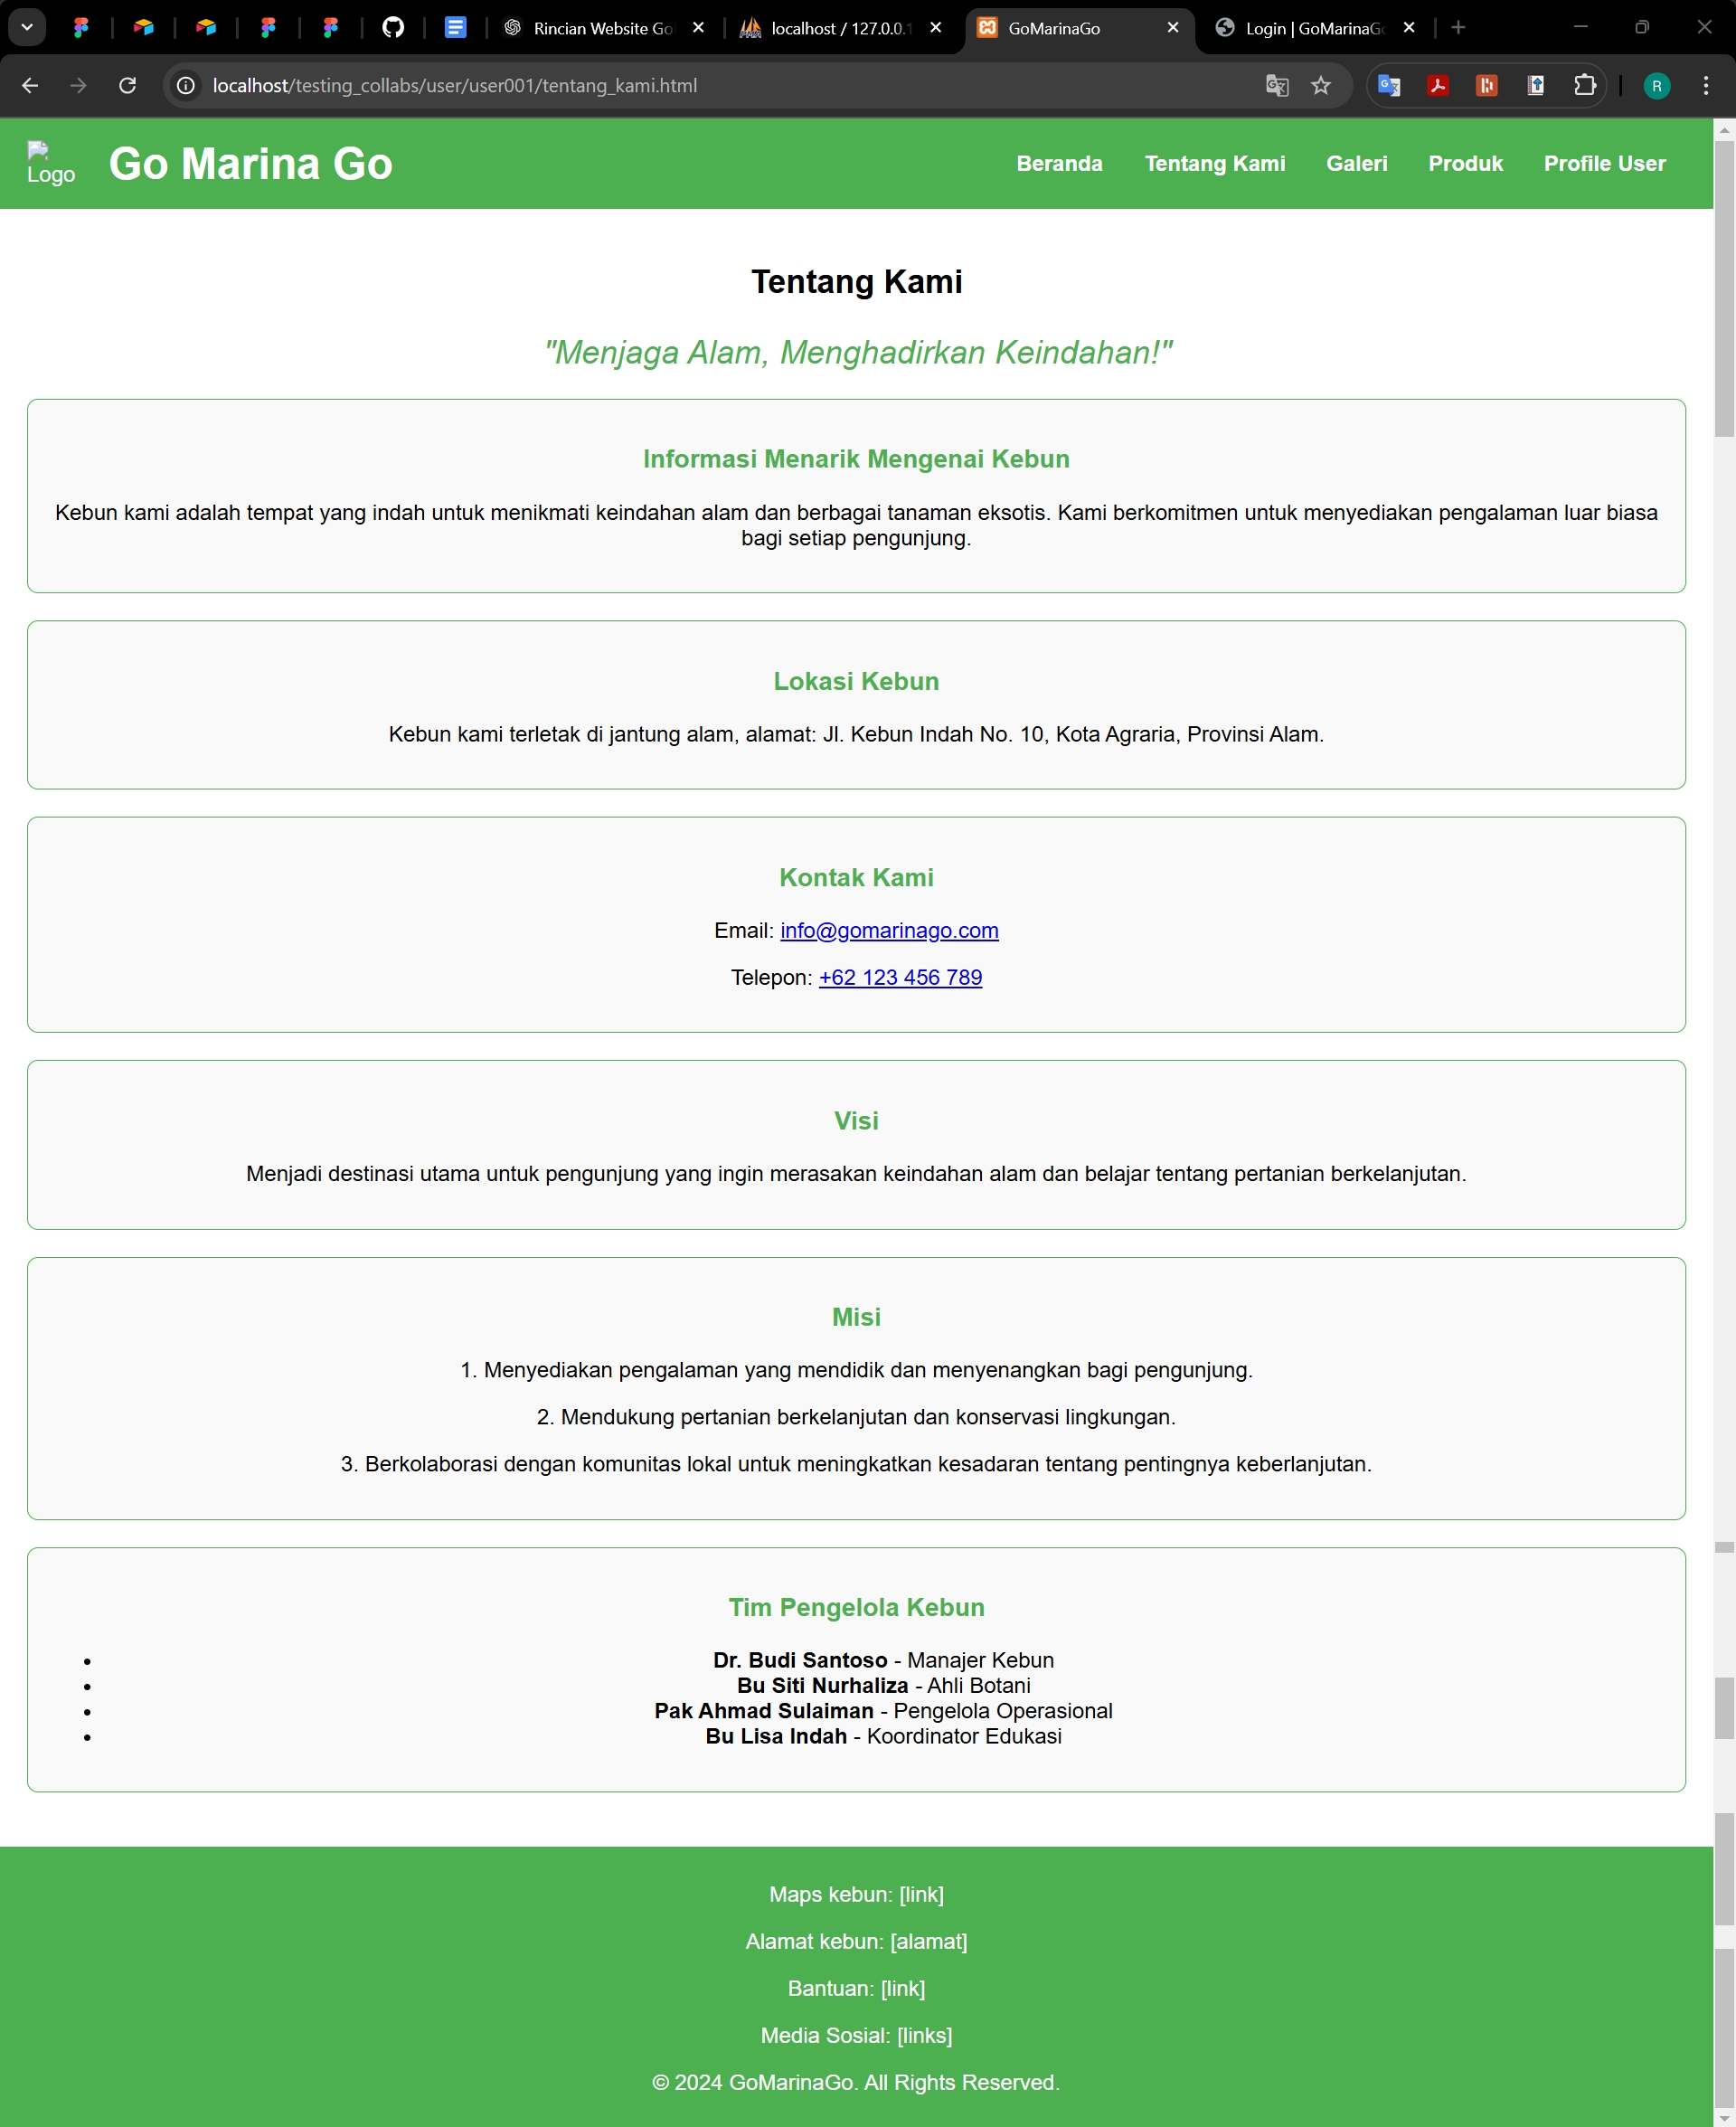 Rincian Website Go
localhost / 127.0.0.1
GoMarinaGo
Login | GoMarinaGo
localhost/testing_collabs/user/user001/tentang_kami.html
R
Logo
Go Marina Go
Beranda
Tentang Kami
Galeri
Produk
Profile User
Tentang Kami
"Menjaga Alam, Menghadirkan Keindahan!"
Informasi Menarik Mengenai Kebun
Kebun kami adalah tempat yang indah untuk menikmati keindahan alam dan berbagai tanaman eksotis. Kami berkomitmen untuk menyediakan pengalaman luar biasa
bagi setiap pengunjung.
Lokasi Kebun
Kebun kami terletak di jantung alam, alamat: Jl. Kebun Indah No. 10, Kota Agraria, Provinsi Alam.
Kontak Kami
Email: info@gomarinago.com
Telepon: +62 123 456 789
Visi
Menjadi destinasi utama untuk pengunjung yang ingin merasakan keindahan alam dan belajar tentang pertanian berkelanjutan.
Misi
1. Menyediakan pengalaman yang mendidik dan menyenangkan bagi pengunjung.
2. Mendukung pertanian berkelanjutan dan konservasi lingkungan.
3. Berkolaborasi dengan komunitas lokal untuk meningkatkan kesadaran tentang pentingnya keberlanjutan.
Tim Pengelola Kebun
• Dr. Budi Santoso - Manajer Kebun
• Bu Siti Nurhaliza - Ahli Botani
• Pak Ahmad Sulaiman - Pengelola Operasional
• Bu Lisa Indah - Koordinator Edukasi
Maps kebun: [link]
Alamat kebun: [alamat]
Bantuan: [link]
Media Sosial: [links]
© 2024 GoMarinaGo. All Rights Reserved.